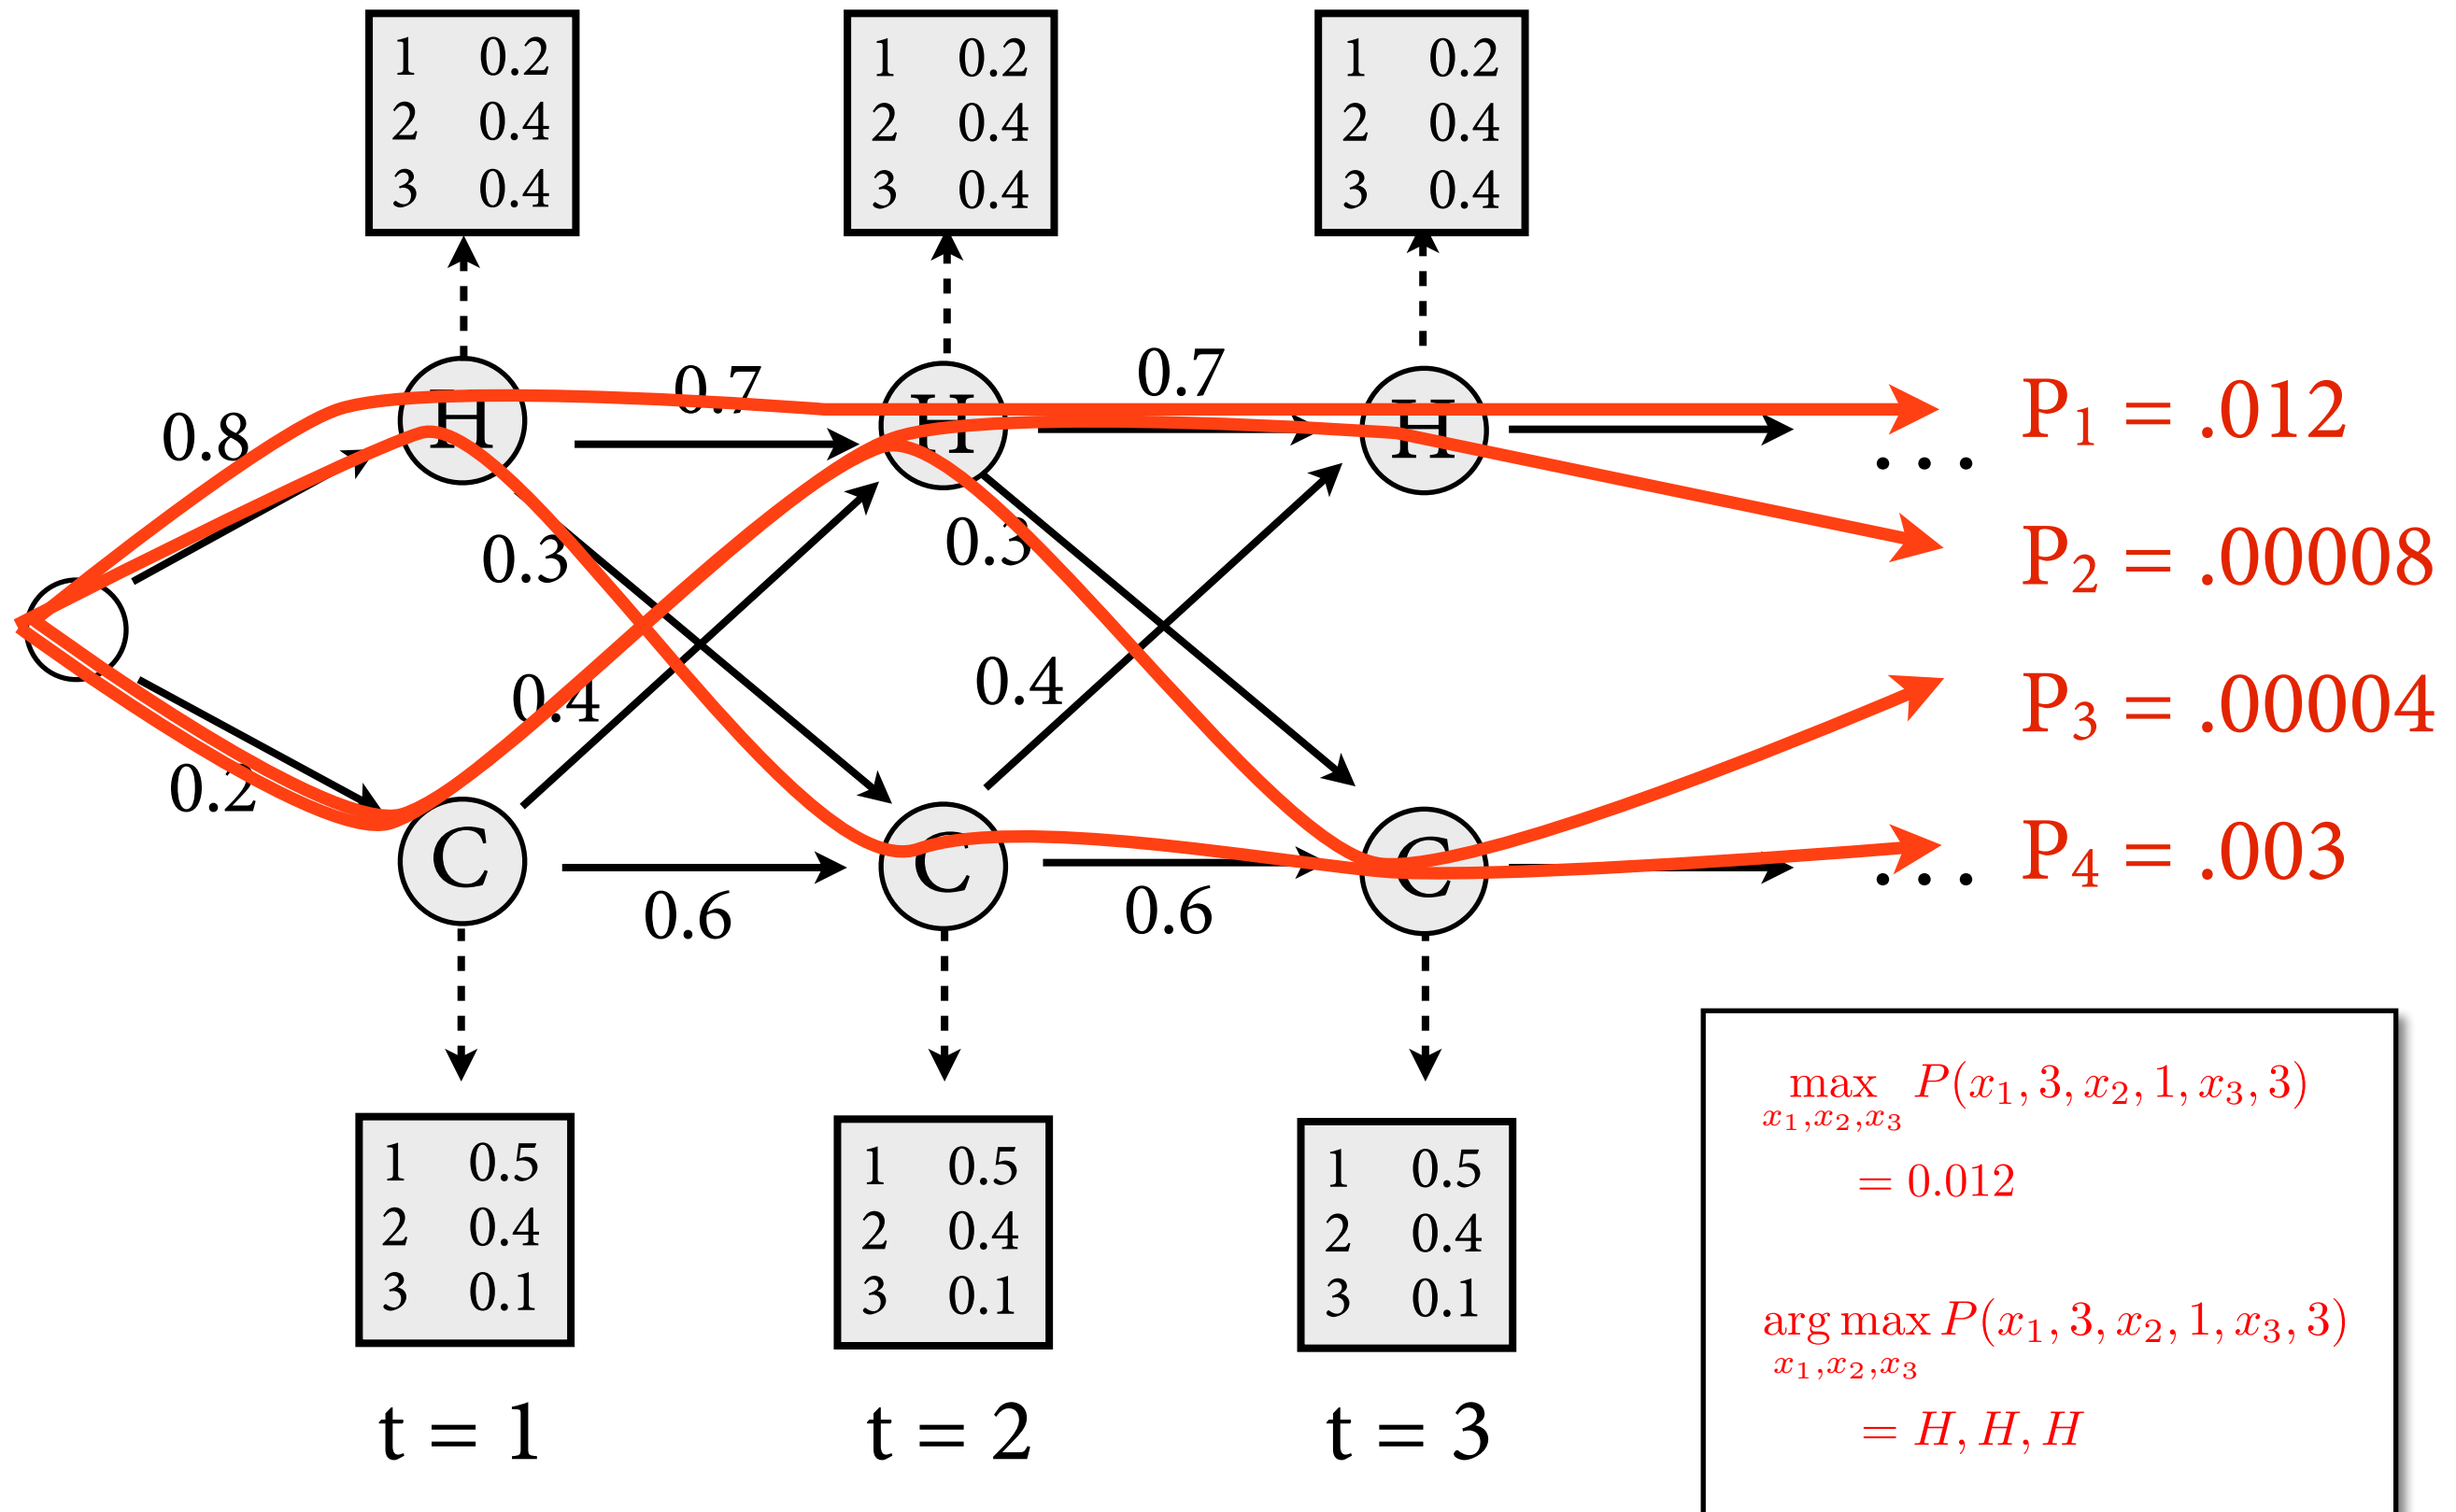 1 0.2
2 0.4
3 0.4
1 0.2
2 0.4
3 0.4
1 0.2
2 0.4
3 0.4
0.8
H
0.7
H
0.7
H
...
P1 = .012
0.3
0.3
P2 = .00008
0.4
0.4
P3 = .00004
0.2
C
0.6
C
0.6
C
...
P4 = .003
1 0.5
2 0.4
3 0.1
1 0.5
2 0.4
3 0.1
1 0.5
2 0.4
3 0.1
t = 1
t = 2
t = 3
max P(x1, 3, x2, 1, x3, 3)
x1,x2,x3
= 0.012
arg max P(x1, 3, x2, 1, x3, 3)
x1,x2,x3
= H, H, H